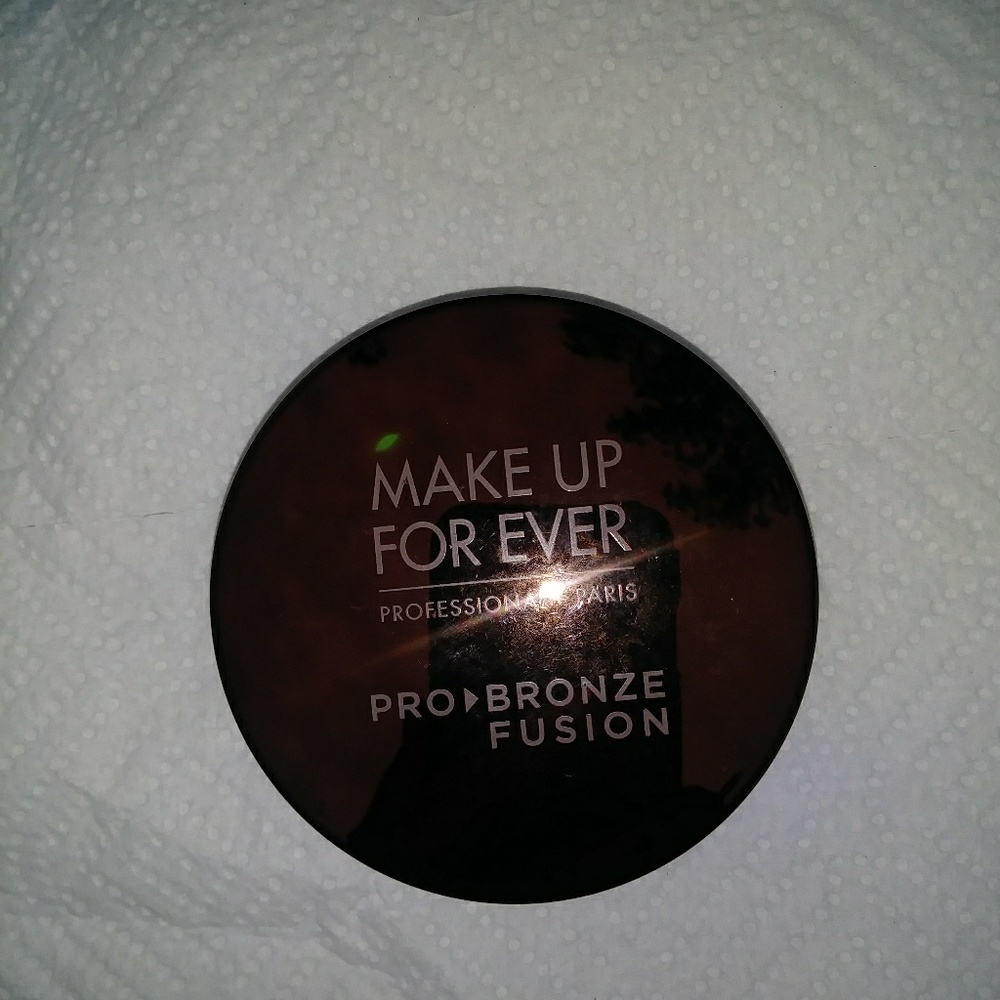 MAKE UP
FOR EVER
PROFESSIONAL PARIS
PRO▸BRONZE
FUSION